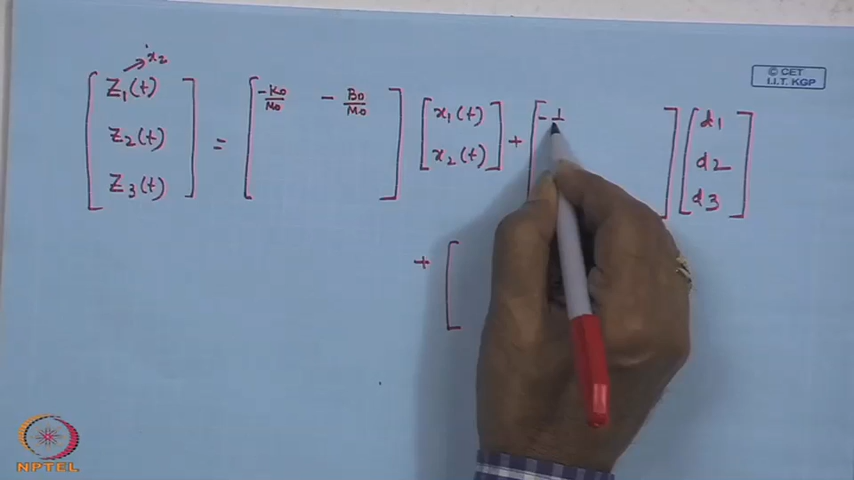 ẋ₂
Z₁(t)
Z₂(t)
Z₃(t)
=
-K₀/M₀ - B₀/M₀
x₁(t)
x₂(t)
+
-1
d₁
d₂
d₃
+
© CET
I.I.T. KGP
NPTEL